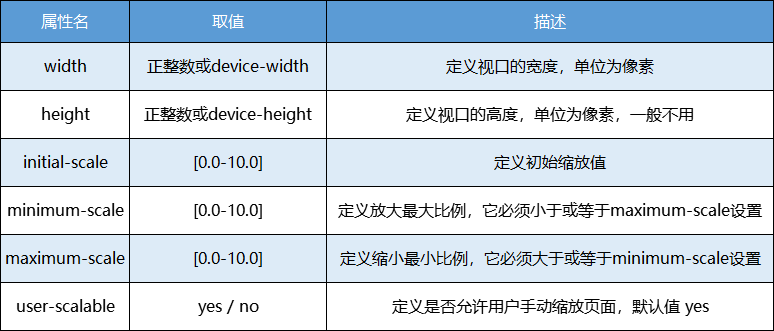 属性名 取值 描述
width 正整数或device-width 定义视口的宽度，单位为像素
height 正整数或device-height 定义视口的高度，单位为像素，一般不用
initial-scale [0.0-10.0] 定义初始缩放值
minimum-scale [0.0-10.0] 定义放大最大比例，它必须小于或等于maximum-scale设置
maximum-scale [0.0-10.0] 定义缩小最小比例，它必须大于或等于minimum-scale设置
user-scalable yes / no 定义是否允许用户手动缩放页面，默认值 yes